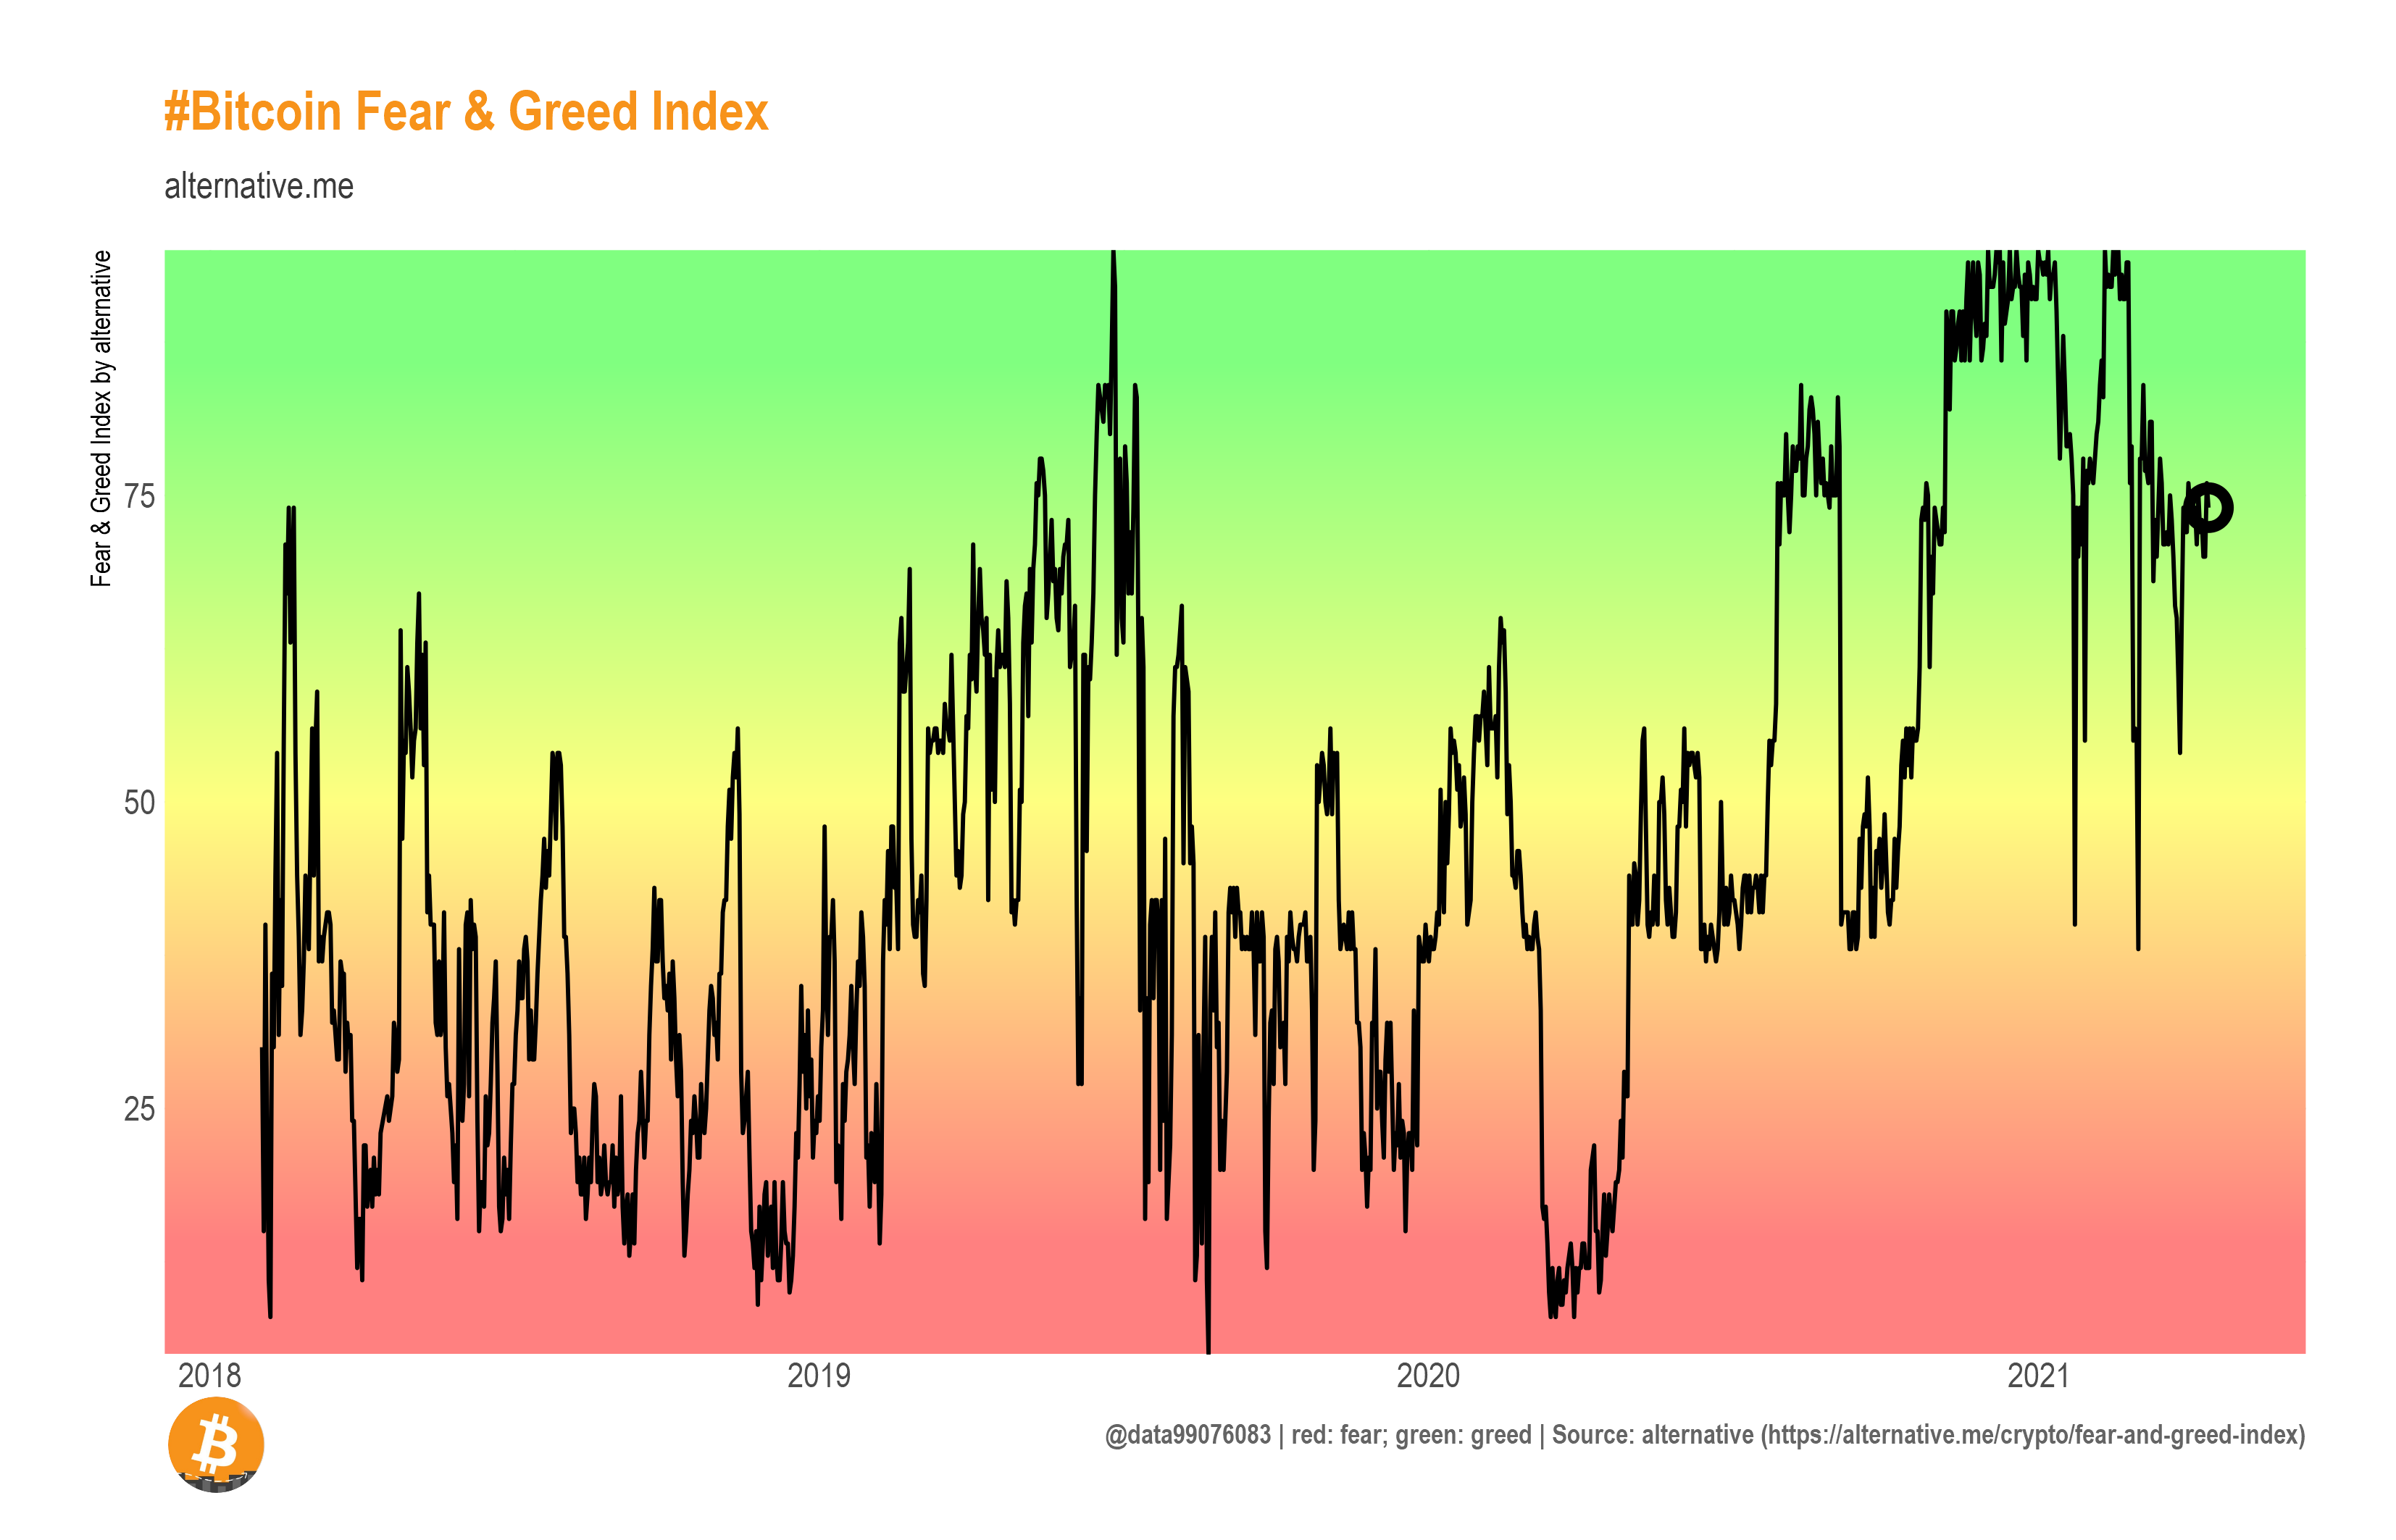 #Bitcoin Fear & Greed Index
alternative.me
Fear & Greed Index by alternative
75
50
25
2018 2019 2020 2021
@data99076083 | red: fear; green: greed | Source: alternative (https://alternative.me/crypto/fear-and-greed-index)